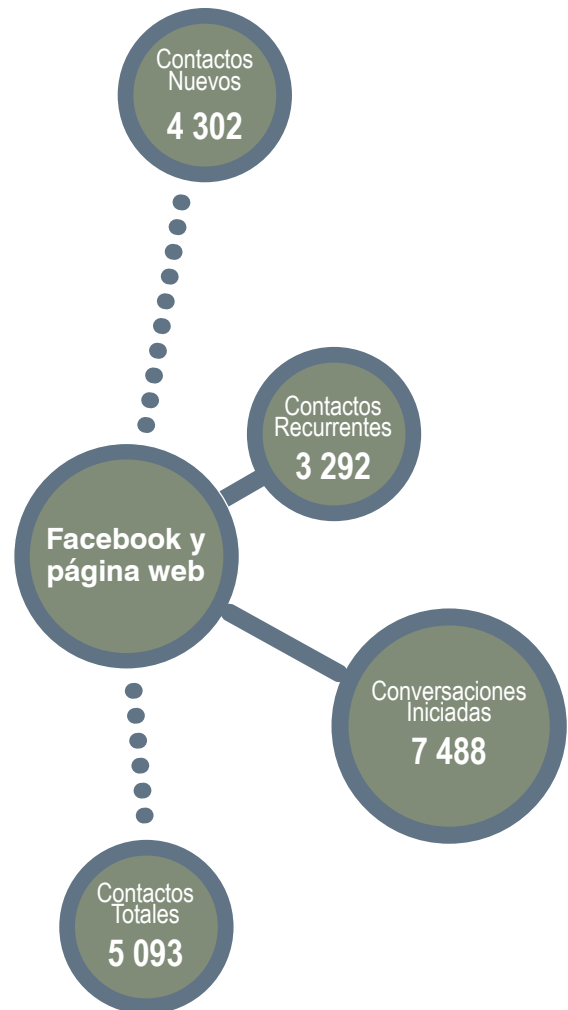 Contactos
Nuevos
4 302
Contactos
Recurrentes
3 292
Facebook y
página web
Conversaciones
Iniciadas
7 488
Contactos
Totales
5 093